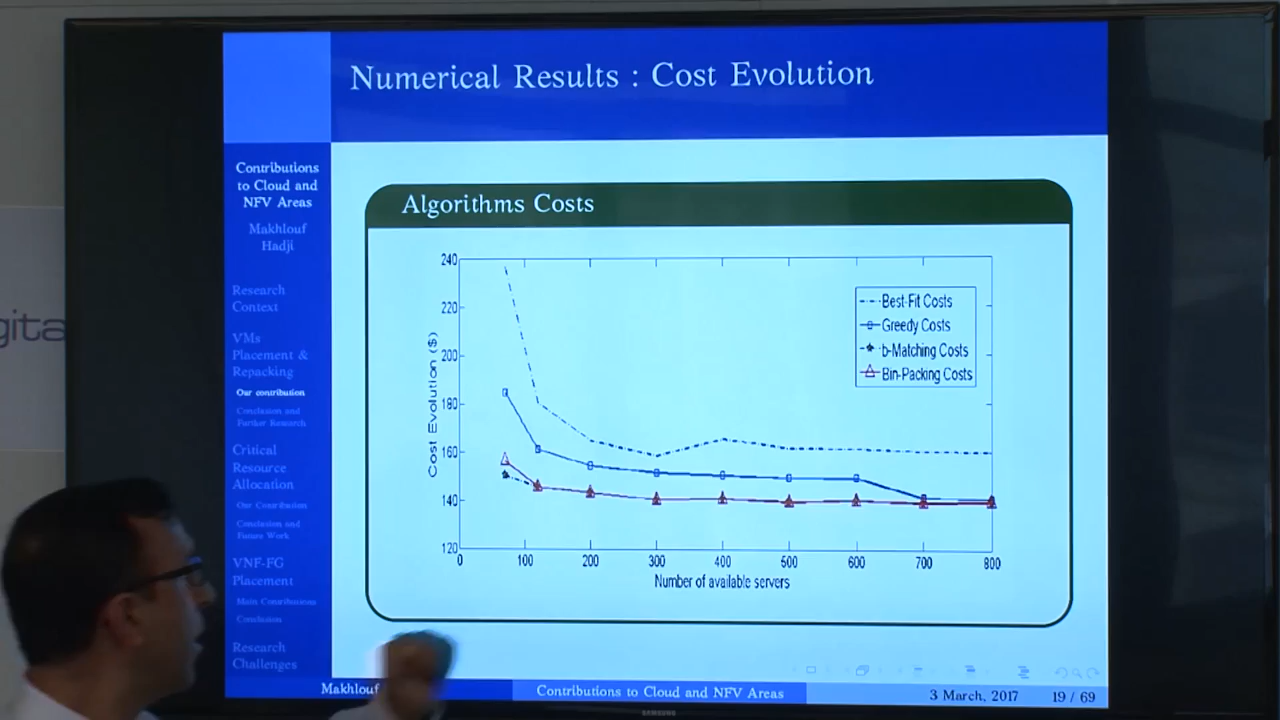 Numerical Results : Cost Evolution
Contributions
to Cloud and
NFV Areas
Makhlouf
Hadji
Research
Context
VMs
Placement &
Repacking
Our contribution
Conclusion and
Further Research
Critical
Resource
Allocation
Our Contribution
Conclusion and
Future Work
VNF-FG
Placement
Main Contributions
Conclusion
Research
Challenges
Algorithms Costs
240
220
200
180
160
140
120
Cost Evolution ($)
Best-Fit Costs
Greedy Costs
b-Matching Costs
Bin-Packing Costs
0 100 200 300 400 500 600 700 800
Number of available servers
Makhlouf
Contributions to Cloud and NFV Areas
3 March, 2017 19 / 69
SAMSUNG
gita